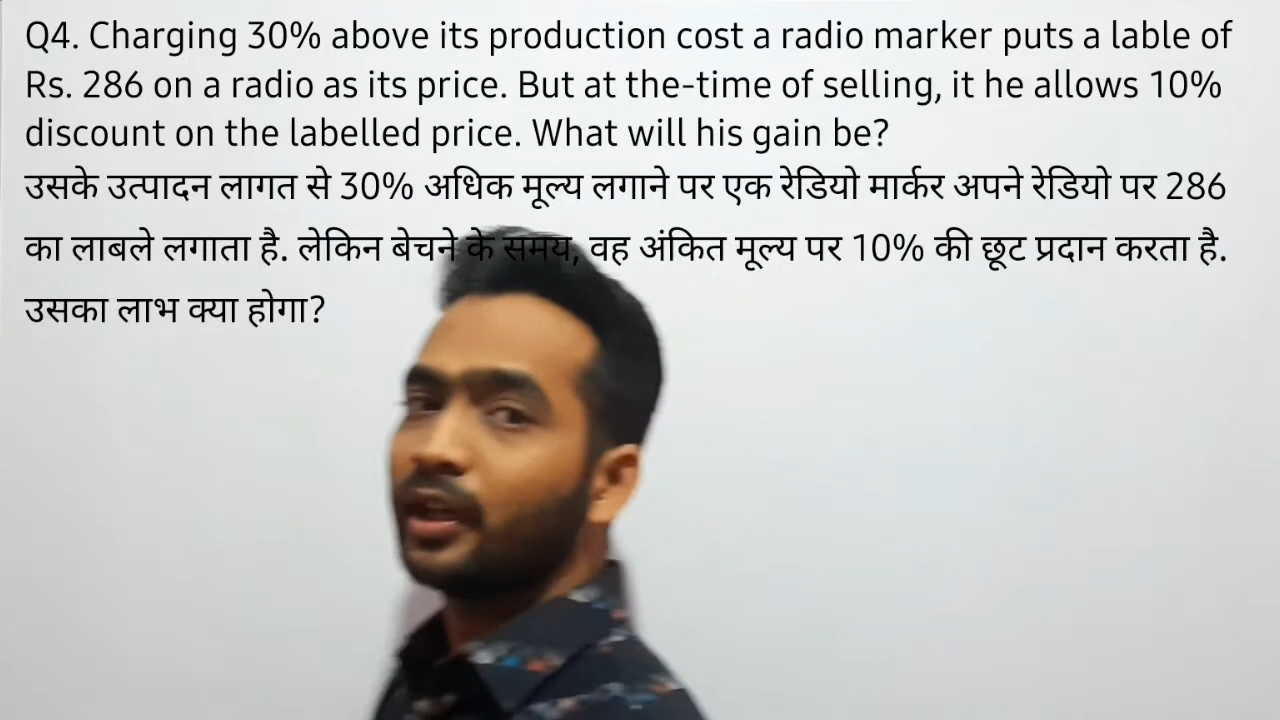 Q4. Charging 30% above its production cost a radio marker puts a lable of
Rs. 286 on a radio as its price. But at the-time of selling, it he allows 10%
discount on the labelled price. What will his gain be?
उसके उत्पादन लागत से 30% अधिक मूल्य लगाने पर एक रेडियो मार्कर अपने रेडियो पर 286
का लाबले लगाता है. लेकिन बेचने के समय, वह अंकित मूल्य पर 10% की छूट प्रदान करता है.
उसका लाभ क्या होगा?